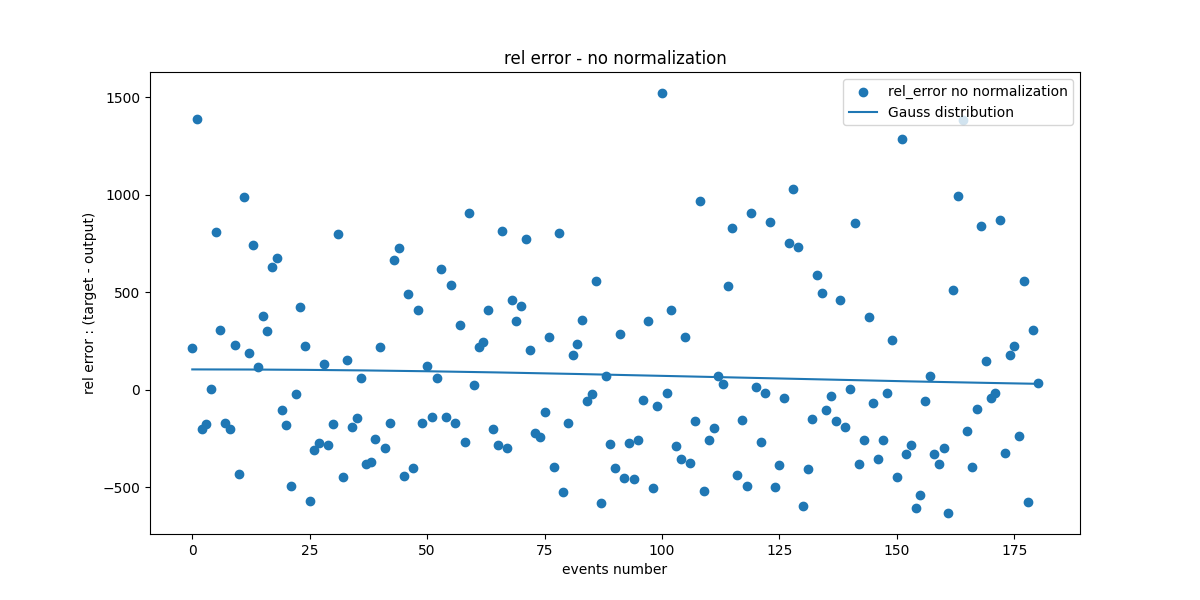 rel error - no normalization
rel_error no normalization
Gauss distribution
1500
1000
500
0
−500
rel error : (target - output)
0
25
50
75
100
125
150
175
events number